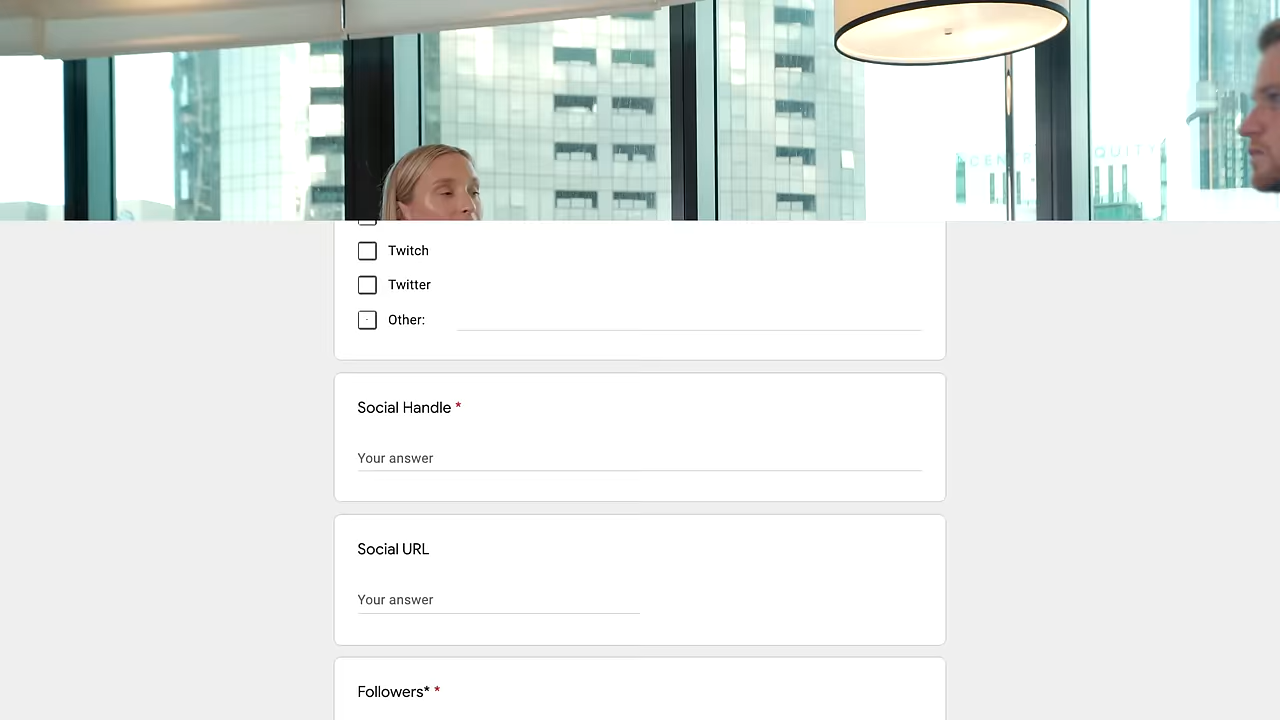 Twitch
Twitter
Other:
Social Handle *
Your answer
Social URL
Your answer
Followers* *